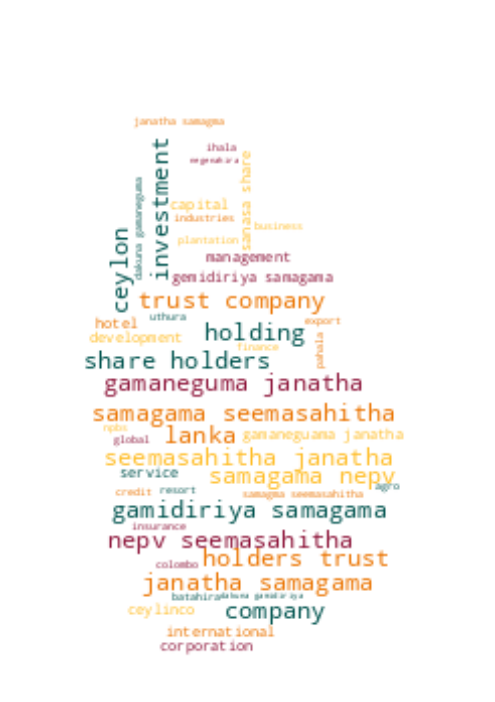 janatha samagma
ihala
negenahira
investment
dakuna gamaneguma
sanasa share
capital
industries
business
plantation
ceylon
management
gemidiriya samagama
trust company
uthura
hotel
holding
export
development
finance
pahala
share holders
gamaneguma janatha
samagama seemasahitha
npbs
global
lanka
gamaneguama janatha
seemasahitha janatha
service
samagama nepv
agro
credit
resort
samagma seemasahitha
gamidiriya samagama
insurance
nepv seemasahitha
colombo
holders trust
janatha samagama
batahira
dakuna gamidiriya
ceylinco
company
international
corporation